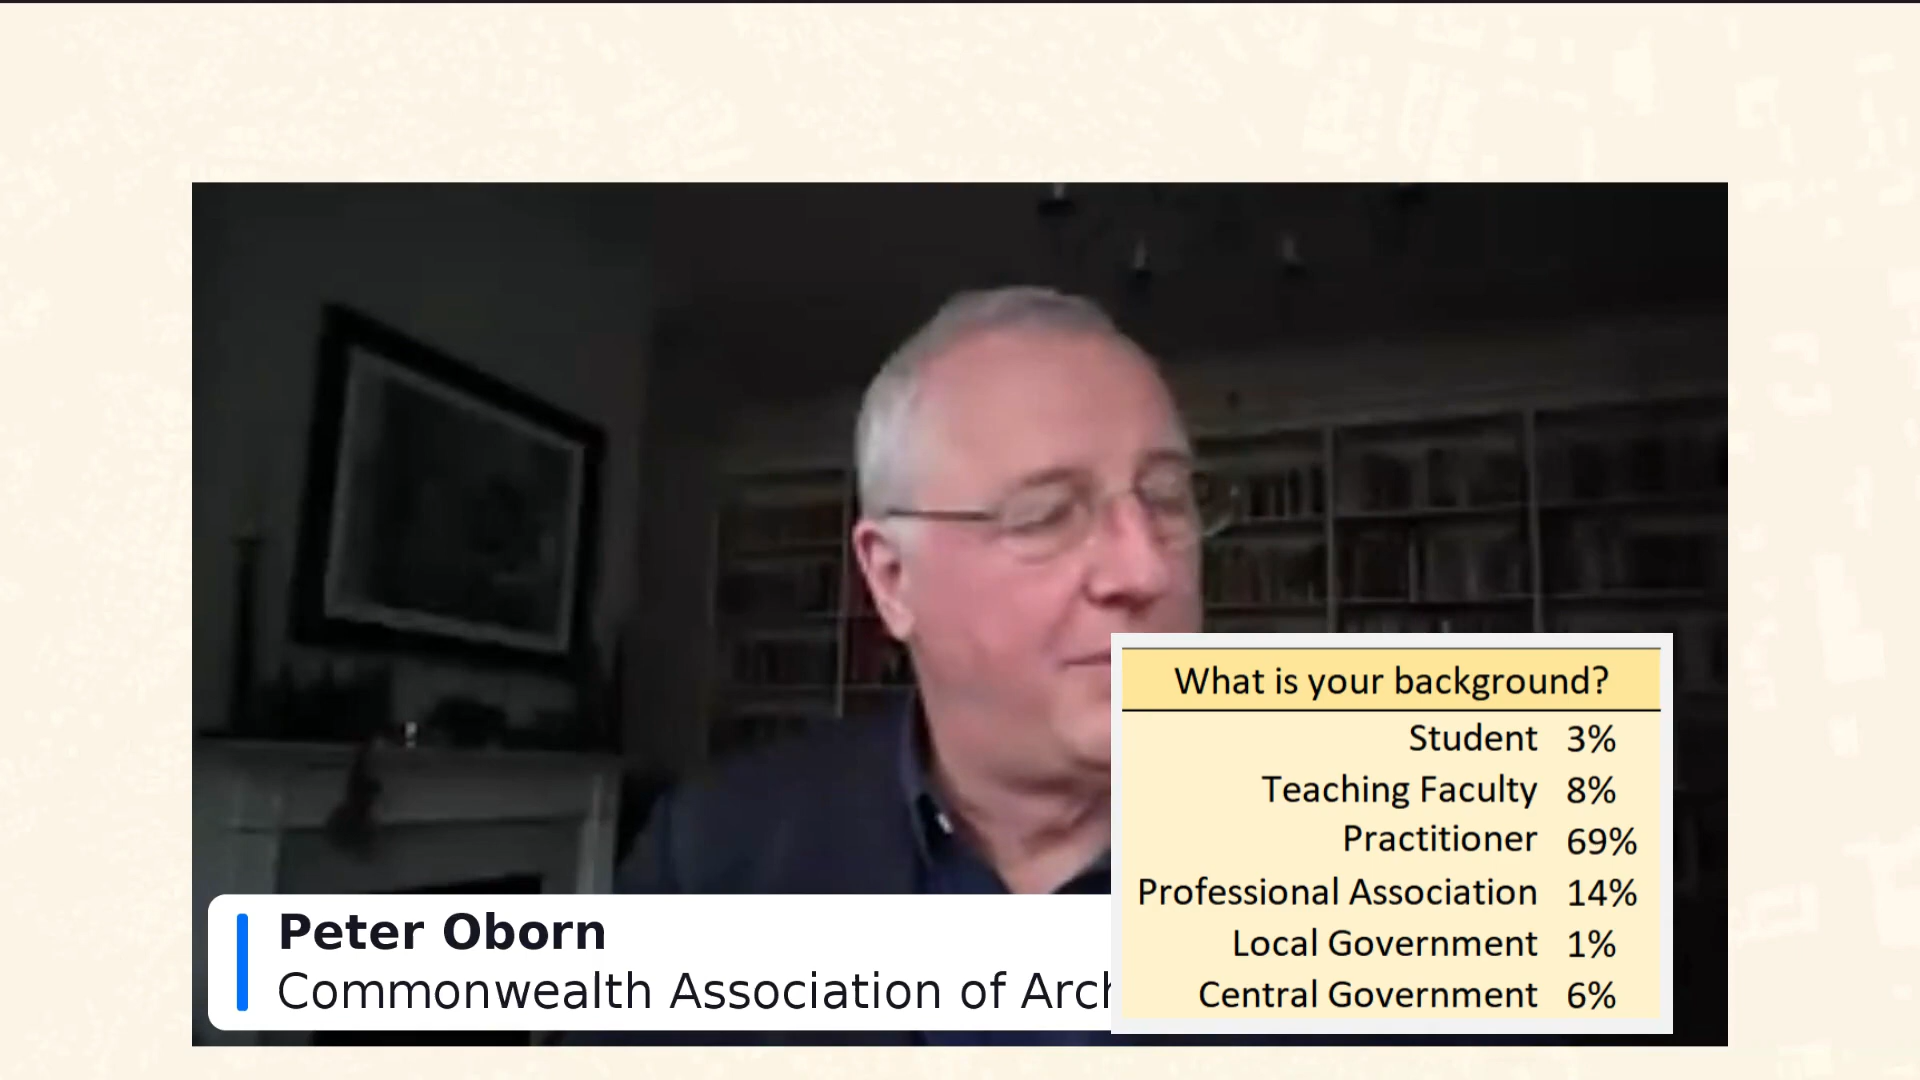 Peter Oborn
Commonwealth Association of Arch
What is your background?
Student 3%
Teaching Faculty 8%
Practitioner 69%
Professional Association 14%
Local Government 1%
Central Government 6%